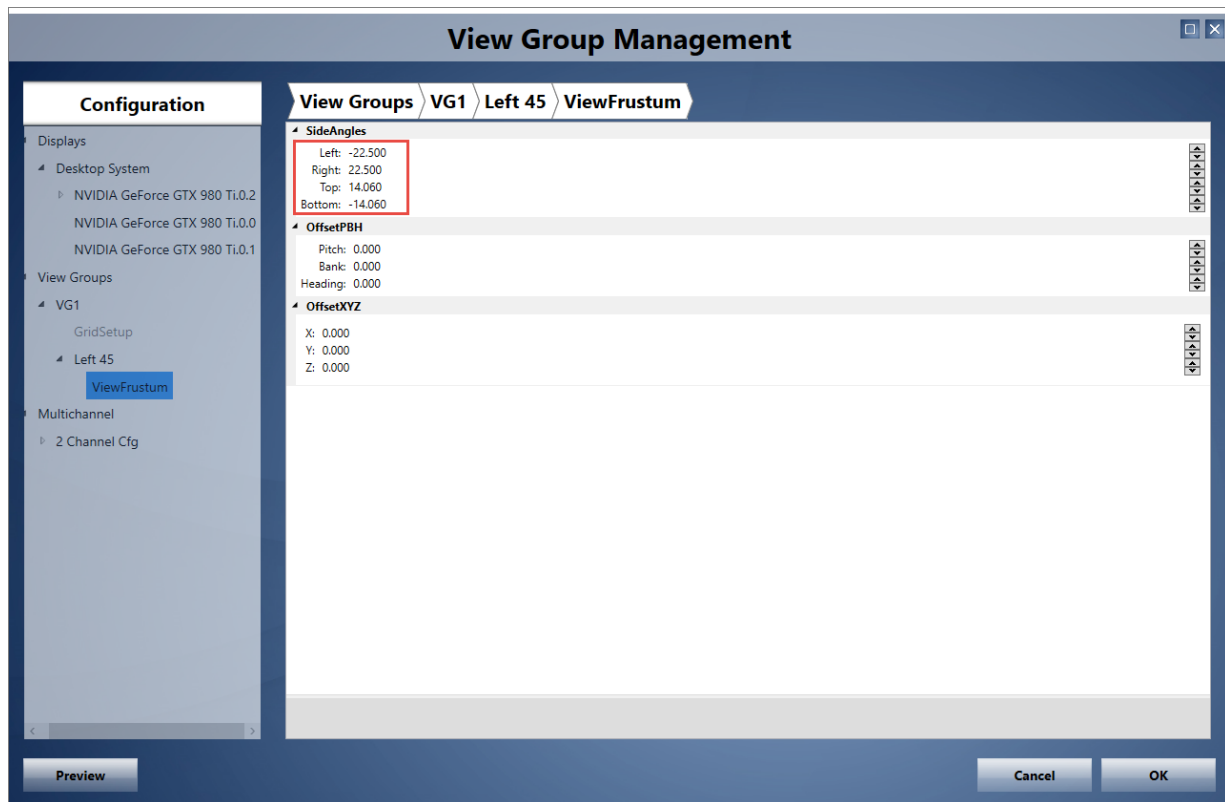 View Group Management
Configuration
Displays
Desktop System
NVIDIA GeForce GTX 980 Ti.0.2
NVIDIA GeForce GTX 980 Ti.0.0
NVIDIA GeForce GTX 980 Ti.0.1
View Groups
VG1
GridSetup
Left 45
ViewFrustum
Multichannel
2 Channel Cfg
View Groups VG1 Left 45 ViewFrustum
SideAngles
Left: -22.500
Right: 22.500
Top: 14.060
Bottom: -14.060
OffsetPBH
Pitch: 0.000
Bank: 0.000
Heading: 0.000
OffsetXYZ
X: 0.000
Y: 0.000
Z: 0.000
Preview
Cancel
OK